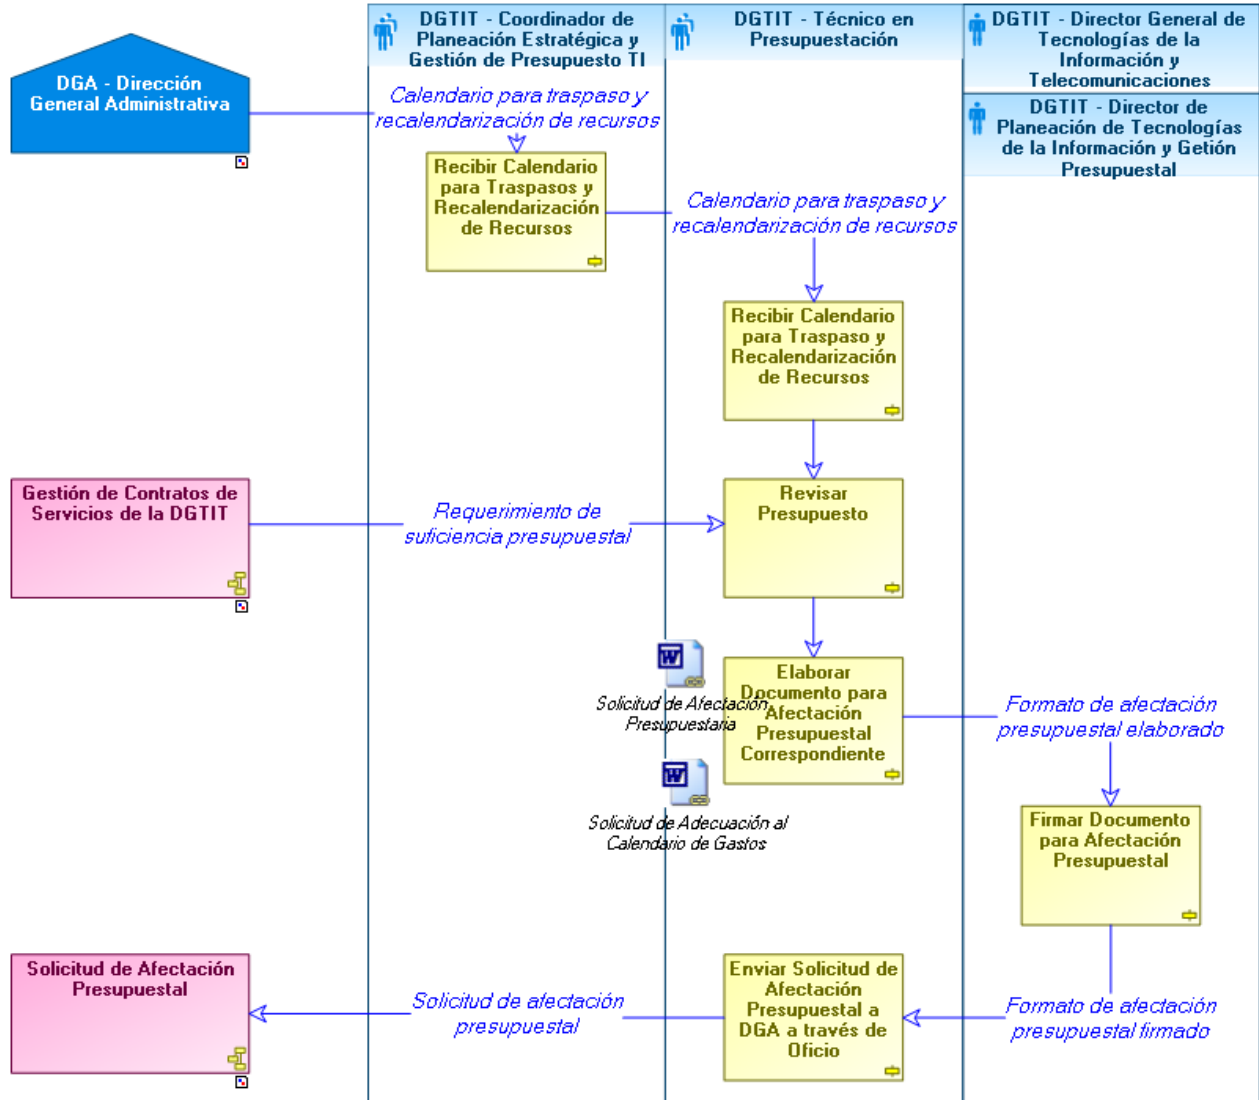 DGTIT - Coordinador de
Planeación Estratégica y
Gestión de Presupuesto TI
DGTIT - Técnico en
Presupuestación
DGTIT - Director General de
Tecnologías de la
Información y
Telecomunicaciones
DGTIT - Director de
Planeación de Tecnologías
de la Información y Getión
Presupuestal
DGA - Dirección
General Administrativa
Calendario para traspaso y
recalendarización de recursos
Recibir Calendario
para Traspasos y
Recalendarización
de Recursos
Calendario para traspaso y
recalendarización de recursos
Recibir Calendario
para Traspaso y
Recalendarización
de Recursos
Gestión de Contratos de
Servicios de la DGTIT
Requerimiento de
suficiencia presupuestal
Revisar
Presupuesto
Solicitud de Afectación
Presupuestaria
Elaborar
Documento para
Afectación
Presupuestal
Correspondiente
Formato de afectación
presupuestal elaborado
Solicitud de Adecuación al
Calendario de Gastos
Firmar Documento
para Afectación
Presupuestal
Solicitud de Afectación
Presupuestal
Solicitud de afectación
presupuestal
Enviar Solicitud de
Afectación
Presupuestal a
DGA a través de
Oficio
Formato de afectación
presupuestal firmado